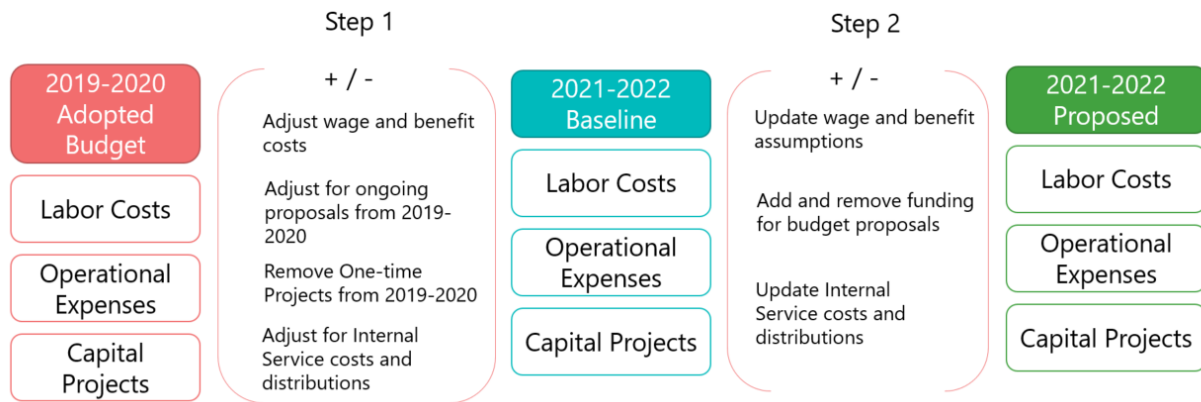 Step 1
Step 2
2019-2020
Adopted
Budget
Labor Costs
Operational
Expenses
Capital
Projects
+ / -
Adjust wage and benefit
costs
Adjust for ongoing
proposals from 2019-
2020
Remove One-time
Projects from 2019-2020
Adjust for Internal
Service costs and
distributions
2021-2022
Baseline
Labor Costs
Operational
Expenses
Capital Projects
+ / -
Update wage and benefit
assumptions
Add and remove funding
for budget proposals
Update Internal
Service costs and
distributions
2021-2022
Proposed
Labor Costs
Operational
Expenses
Capital Projects